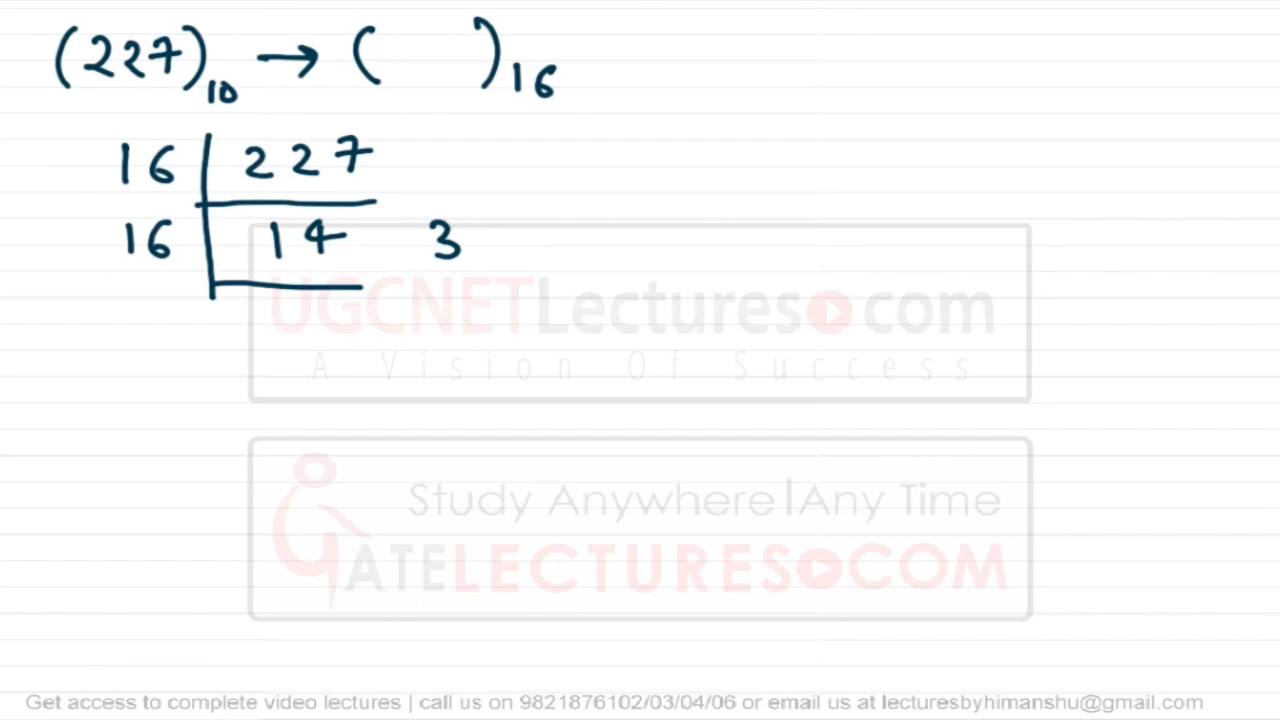 (227)₁₀ → (  )₁₆
16 | 227
16 | 14 3
UGCNETLectures.com
A Vision Of Success
Study Anywhere|Any Time
GATELECTURES.COM
Get access to complete video lectures | call us on 9821876102/03/04/06 or email us at lecturesbyhimanshu@gmail.com